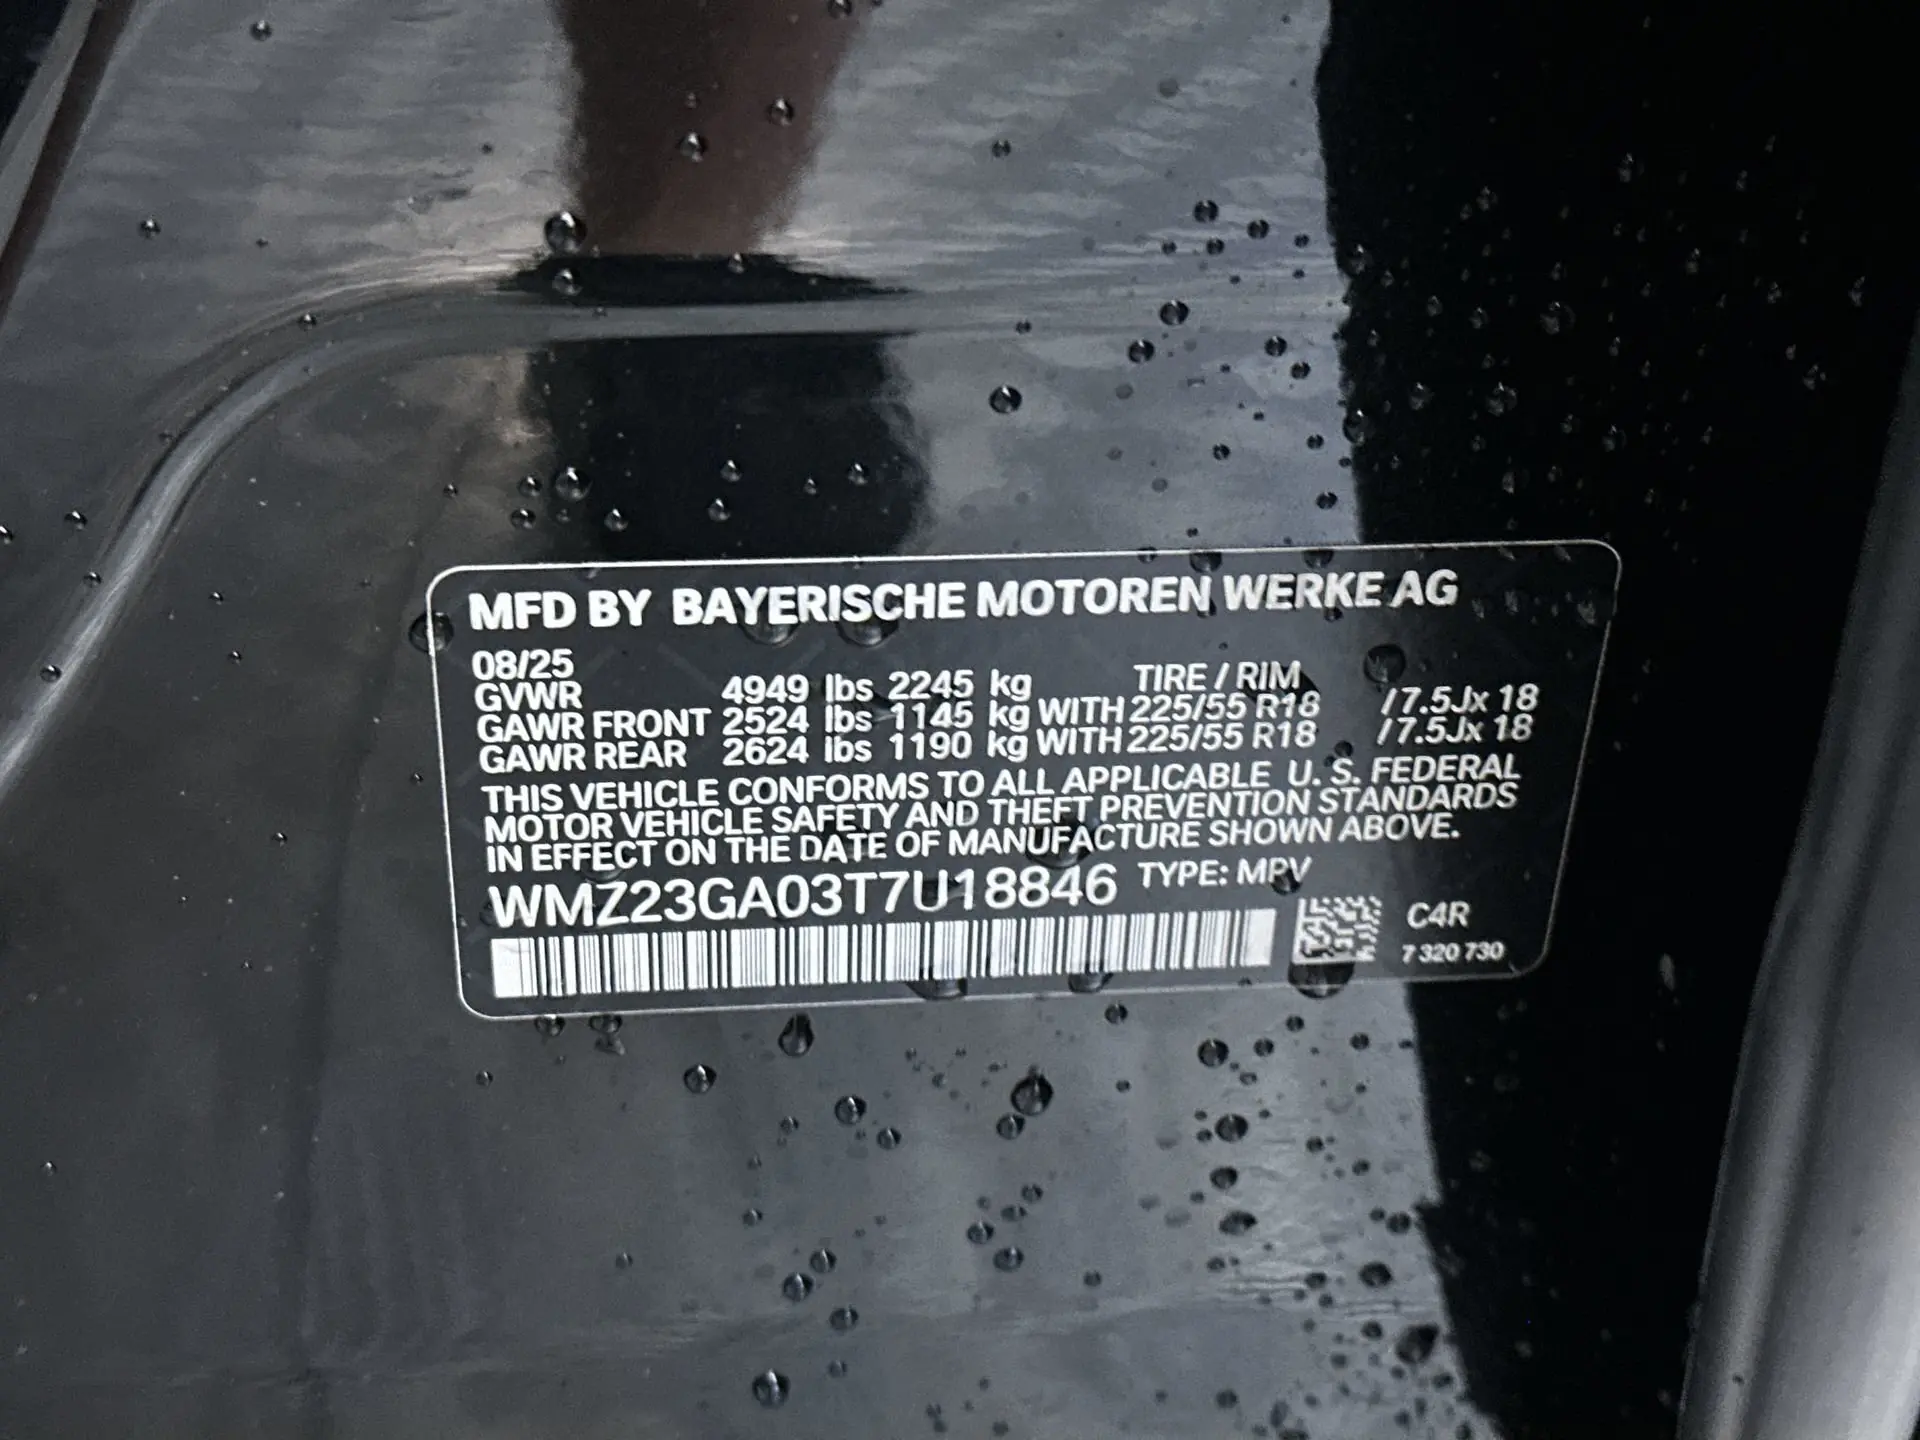 MFD BY BAYERISCHE MOTOREN WERKE AG
08/25
GVWR 4949 lbs 2245 kg TIRE / RIM
GAWR FRONT 2524 lbs 1145 kg WITH 225/55 R18 /7.5Jx 18
GAWR REAR 2624 lbs 1190 kg WITH 225/55 R18 /7.5Jx 18
THIS VEHICLE CONFORMS TO ALL APPLICABLE U. S. FEDERAL
MOTOR VEHICLE SAFETY AND THEFT PREVENTION STANDARDS
IN EFFECT ON THE DATE OF MANUFACTURE SHOWN ABOVE.
WMZ23GA03T7U18846 TYPE: MPV
C4R
7 320 730